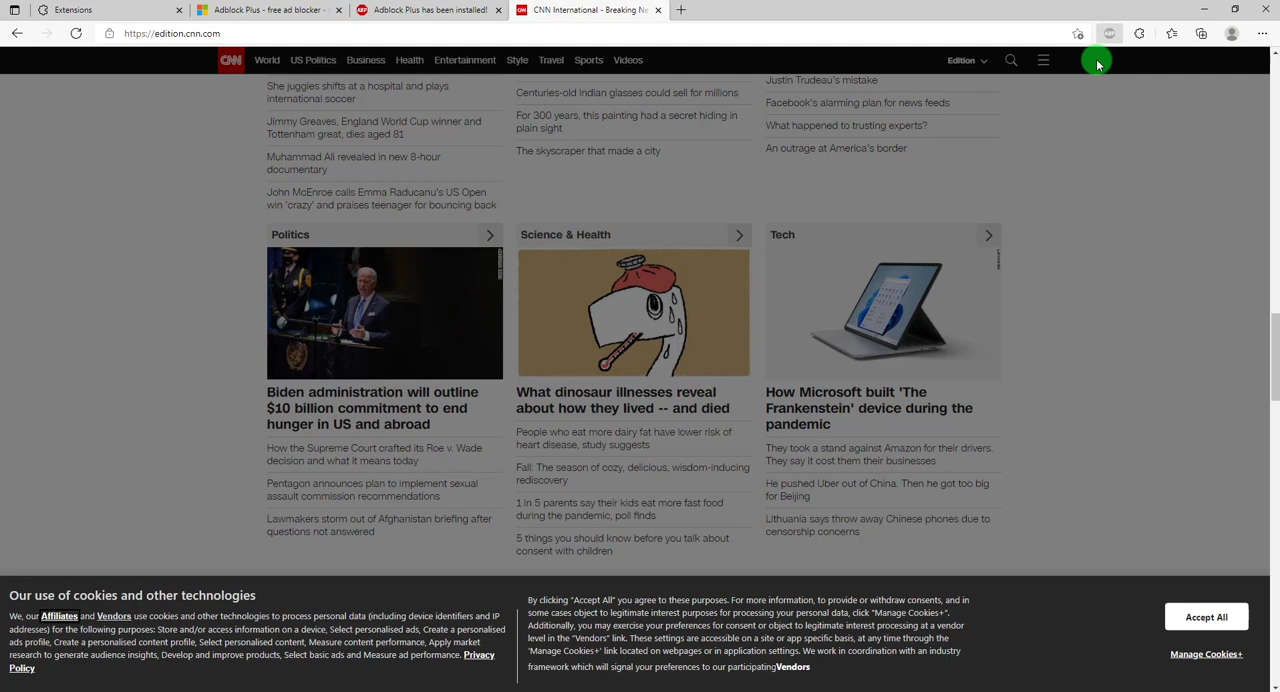 Extensions
Adblock Plus - free ad blocker -
ABP Adblock Plus has been installed!
CNN CNN International - Breaking Ne
https://edition.cnn.com
ABP
CNN World US Politics Business Health Entertainment Style Travel Sports Videos Edition
She juggles shifts at a hospital and plays
international soccer
Jimmy Greaves, England World Cup winner and
Tottenham great, dies aged 81
Muhammad Ali revealed in new 8-hour
documentary
John McEnroe calls Emma Raducanu's US Open
win 'crazy' and praises teenager for bouncing back
Centuries-old Indian glasses could sell for millions
For 300 years, this painting had a secret hiding in
plain sight
The skyscraper that made a city
Justin Trudeau's mistake
Facebook's alarming plan for news feeds
What happened to trusting experts?
An outrage at America's border
Politics
Biden administration will outline
$10 billion commitment to end
hunger in US and abroad
How the Supreme Court crafted its Roe v. Wade
decision and what it means today
Pentagon announces plan to implement sexual
assault commission recommendations
Lawmakers storm out of Afghanistan briefing after
questions not answered
Science & Health
What dinosaur illnesses reveal
about how they lived -- and died
People who eat more dairy fat have lower risk of
heart disease, study suggests
Fall: The season of cozy, delicious, wisdom-inducing
rediscovery
1 in 5 parents say their kids eat more fast food
during the pandemic, poll finds
5 things you should know before you talk about
consent with children
Tech
How Microsoft built 'The
Frankenstein' device during the
pandemic
They took a stand against Amazon for their drivers.
They say it cost them their businesses
He pushed Uber out of China. Then he got too big
for Beijing
Lithuania says throw away Chinese phones due to
censorship concerns
Our use of cookies and other technologies
We, our Affiliates and Vendors use cookies and other technologies to process personal data (including device identifiers and IP
addresses) for the following purposes: Store and/or access information on a device, Select personalised ads, Create a personalised
ads profile, Create a personalised content profile, Select personalised content, Measure content performance, Apply market
research to generate audience insights, Develop and improve products, Select basic ads and Measure ad performance. Privacy
Policy
By clicking "Accept All" you agree to these purposes. For more information, to provide or withdraw consents, and in
some cases object to legitimate interest purposes for processing your personal data, click "Manage Cookies+".
Additionally, you may exercise your preferences for consent or object to legitimate interest processing at a vendor
level in the "Vendors" link. These settings are accessible on a site or app specific basis, at any time through the
'Manage Cookies+' link located on webpages or in application settings. We work in coordination with an industry
framework which will signal your preferences to our participatingVendors
Accept All
Manage Cookies+